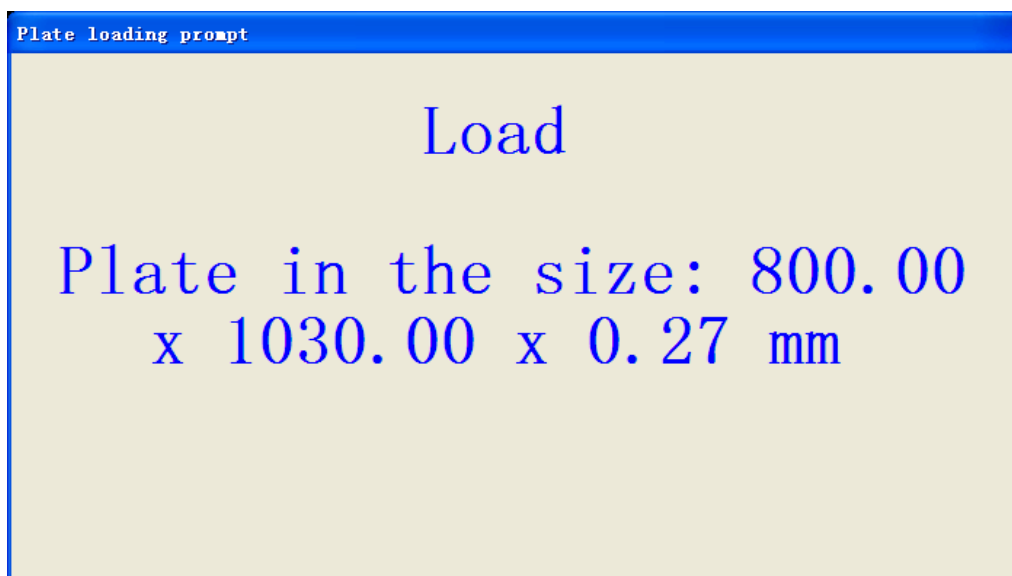 Plate loading prompt
Load
Plate in the size: 800.00
x 1030.00 x 0.27 mm